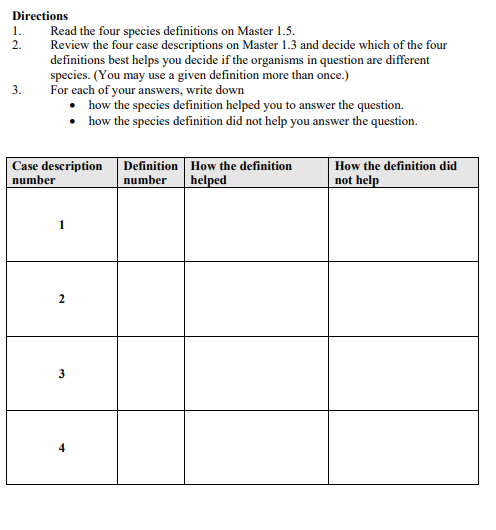 Directions
1. Read the four species definitions on Master 1.5.
2. Review the four case descriptions on Master 1.3 and decide which of the four
definitions best helps you decide if the organisms in question are different
species. (You may use a given definition more than once.)
3. For each of your answers, write down
• how the species definition helped you to answer the question.
• how the species definition did not help you answer the question.
Case description Definition How the definition How the definition did
number number helped not help
1
2
3
4